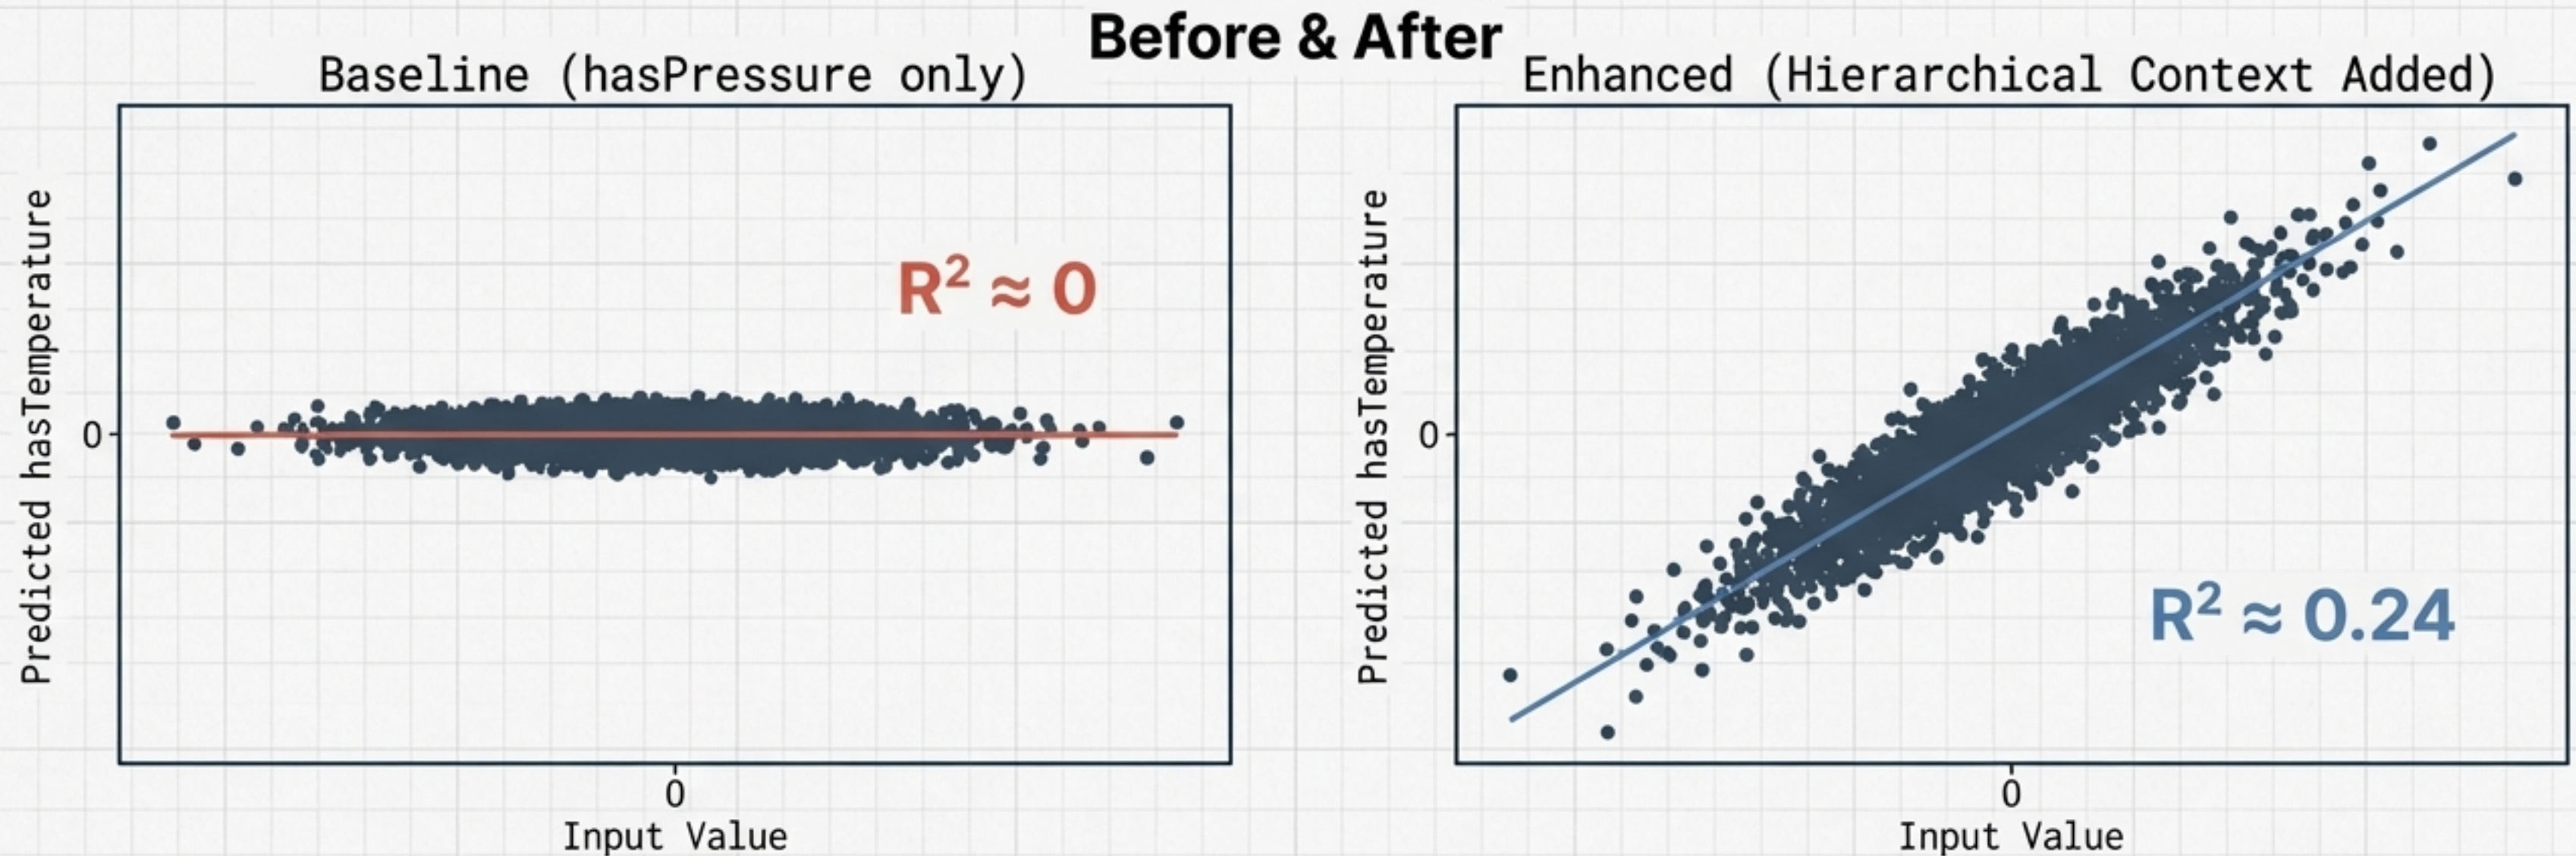 Before & After
Baseline (hasPressure only)
Predicted hasTemperature
R² ≈ 0
0
0
Input Value
Enhanced (Hierarchical Context Added)
Predicted hasTemperature
0
R² ≈ 0.24
0
Input Value